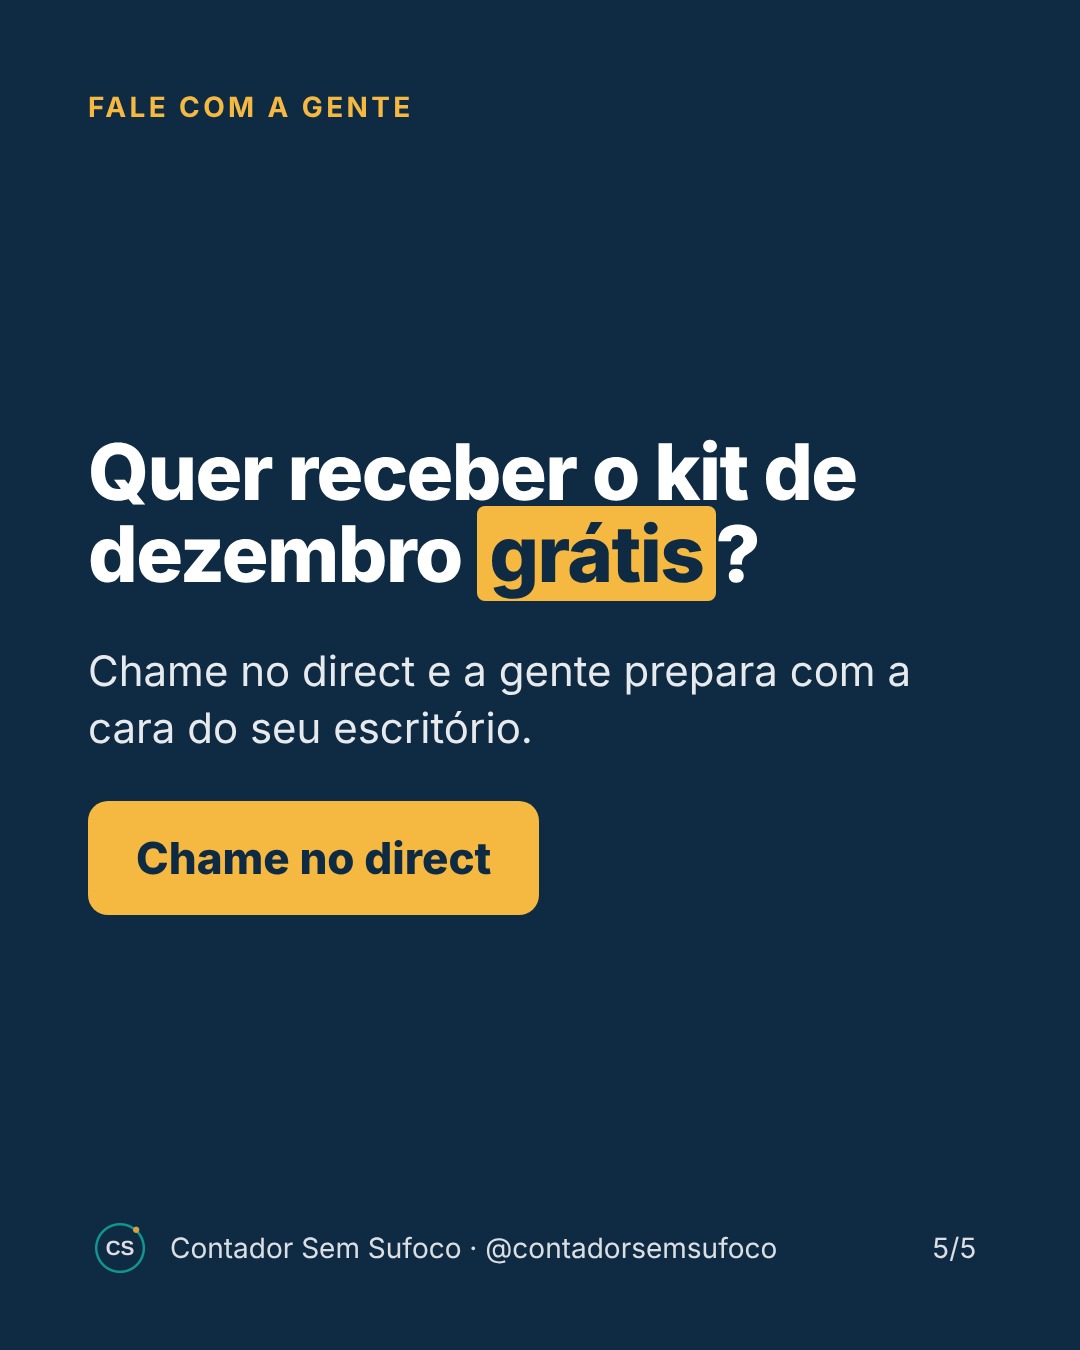 FALE COM A GENTE
Quer receber o kit de
dezembro grátis?
Chame no direct e a gente prepara com a
cara do seu escritório.
Chame no direct
CS Contador Sem Sufoco · @contadorsemsufoco 5/5